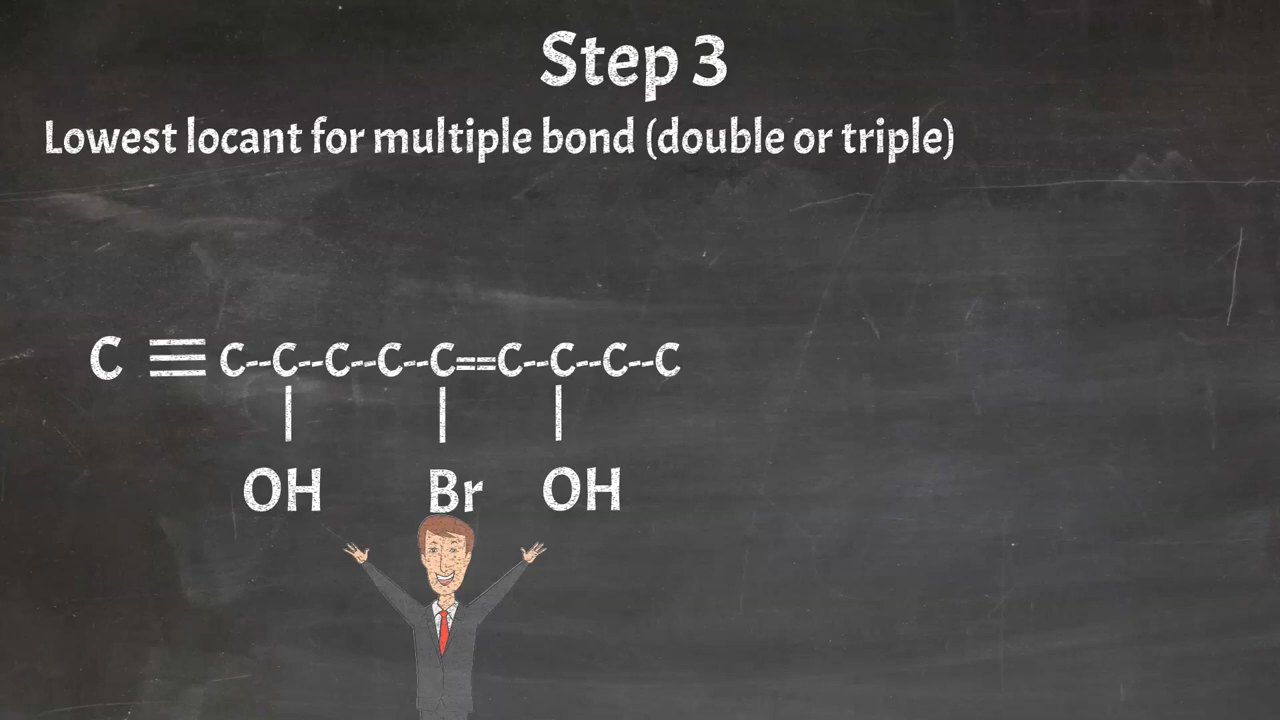 Step 3
Lowest locant for multiple bond (double or triple)
C ≡ C--C--C--C--C==C--C--C--C
| | |
OH Br OH